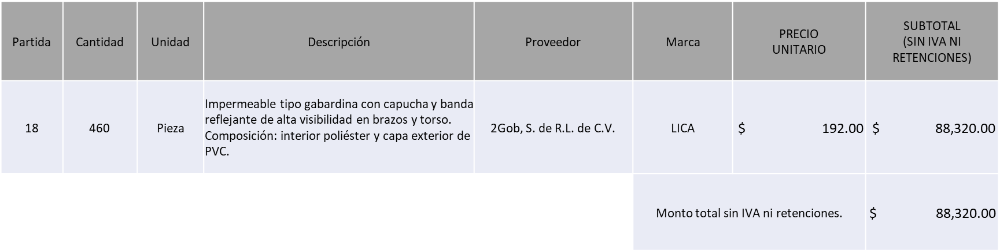 Partida
Cantidad
Unidad
Descripción
Proveedor
Marca
PRECIO
UNITARIO
SUBTOTAL
(SIN IVA NI
RETENCIONES)
18
460
Pieza
Impermeable tipo gabardina con capucha y banda
reflejante de alta visibilidad en brazos y torso.
Composición: interior poliéster y capa exterior de
PVC.
2Gob, S. de R.L. de C.V.
LICA
$ 192.00
$ 88,320.00
Monto total sin IVA ni retenciones.
$ 88,320.00